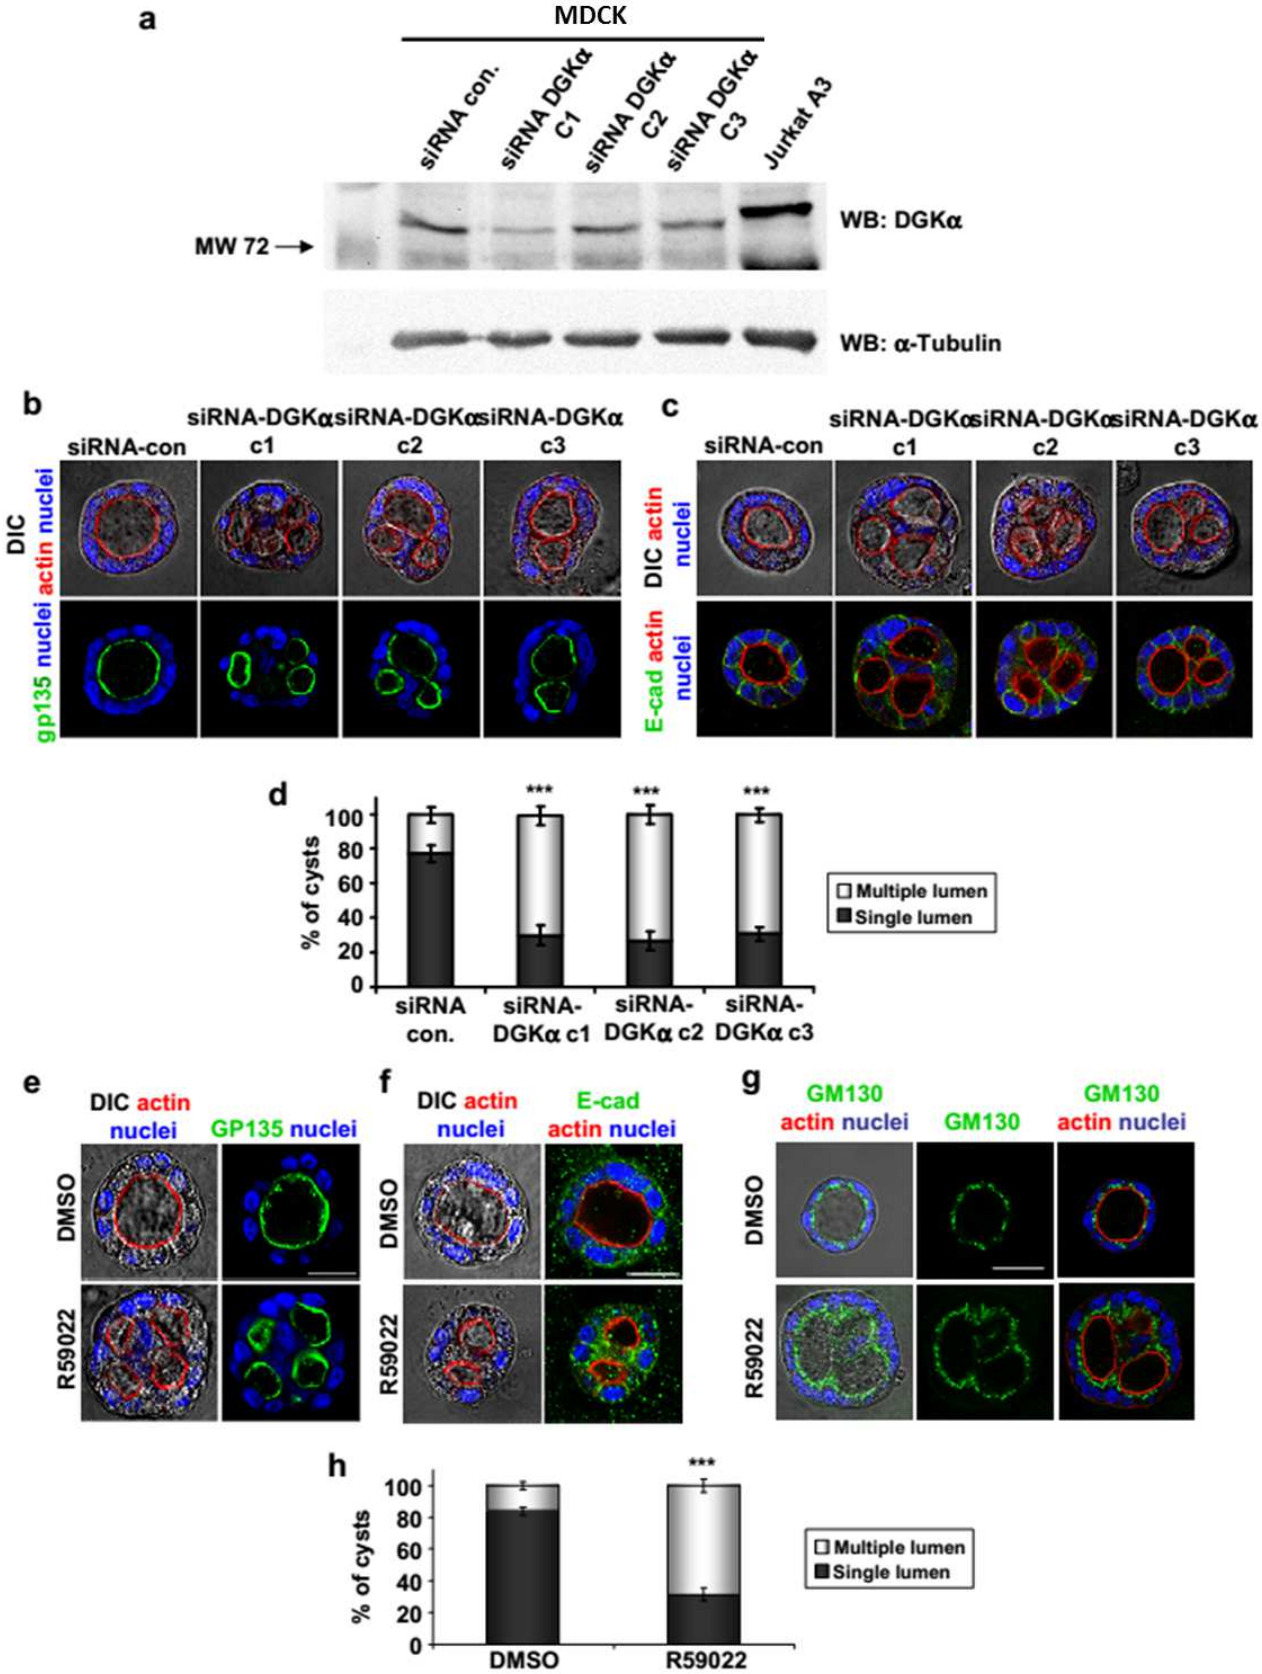 a
MDCK
siRNA con.
siRNA DGKα
C1
siRNA DGKα
C2
siRNA DGKα
C3
Jurkat A3
WB: DGKα
MW 72
WB: α-Tubulin
b
siRNA-con
siRNA-DGKα
c1
siRNA-DGKα
c2
siRNA-DGKα
c3
DIC
actin nuclei
gp135 nuclei
c
siRNA-con
siRNA-DGKα
c1
siRNA-DGKα
c2
siRNA-DGKα
c3
DIC actin
nuclei
E-cad actin
nuclei
d
% of cysts
100
80
60
40
20
0
***
***
***
siRNA
con.
siRNA-
DGKα c1
siRNA-
DGKα c2
siRNA-
DGKα c3
Multiple lumen
Single lumen
e
DIC actin
nuclei
GP135 nuclei
DMSO
R59022
f
DIC actin
nuclei
E-cad
actin nuclei
DMSO
R59022
g
GM130
actin nuclei
GM130
GM130
actin nuclei
DMSO
R59022
h
% of cysts
100
80
60
40
20
0
***
DMSO
R59022
Multiple lumen
Single lumen